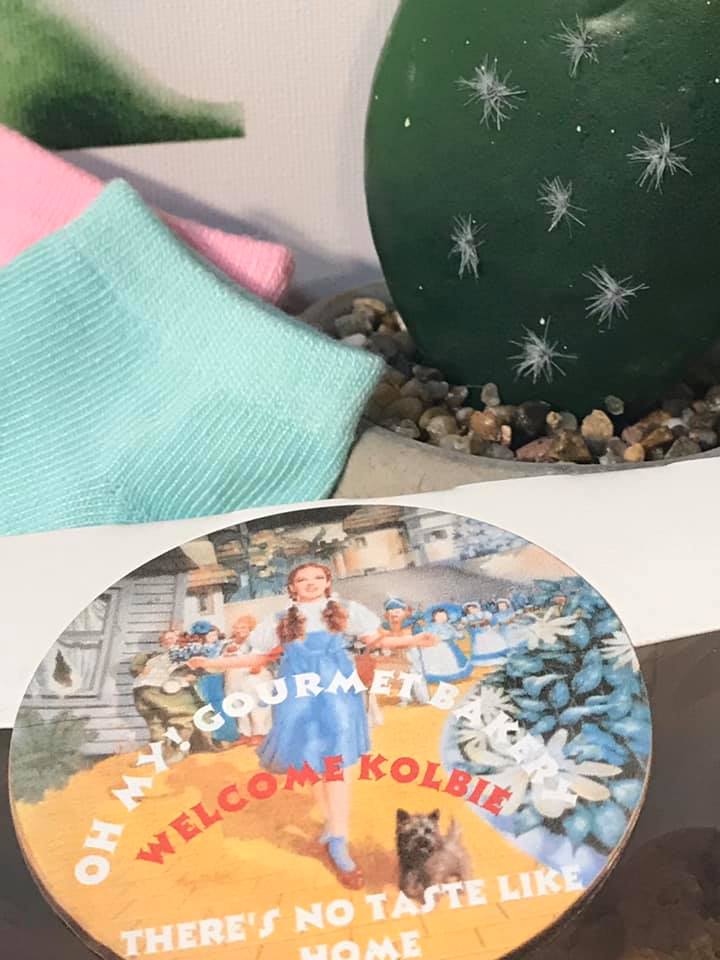 OH MY! GOURMET BAKERY
WELCOME KOLBIE
THERE'S NO TASTE LIKE
HOME